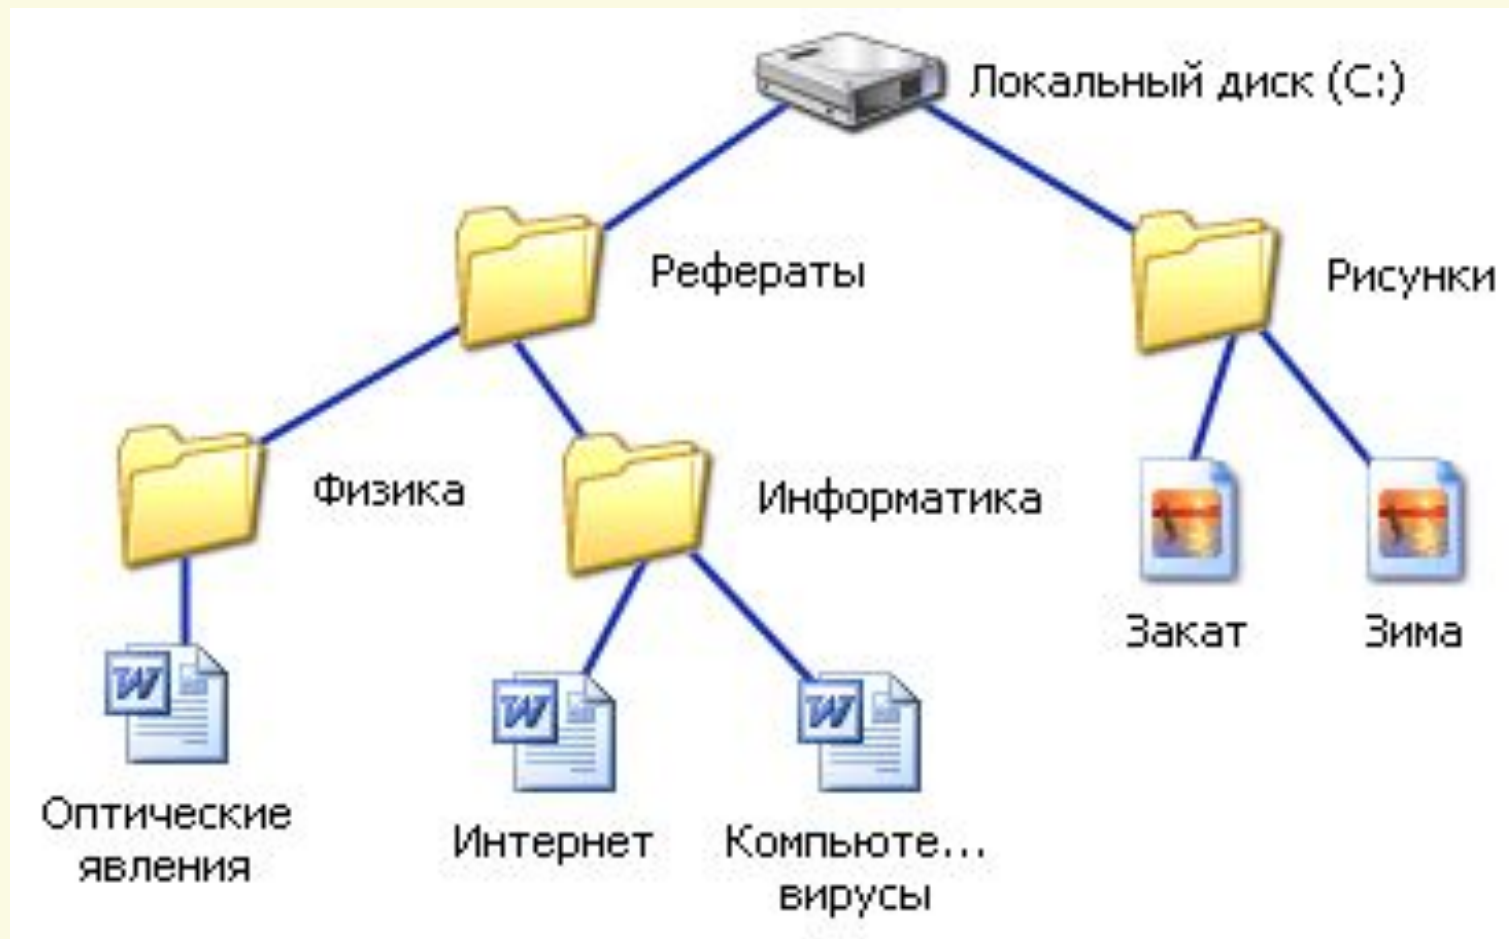 Локальный диск (C:)
Рефераты
Рисунки
Физика
Информатика
Закат
Зима
Оптические
явления
Интернет
Компьюте...
вирусы